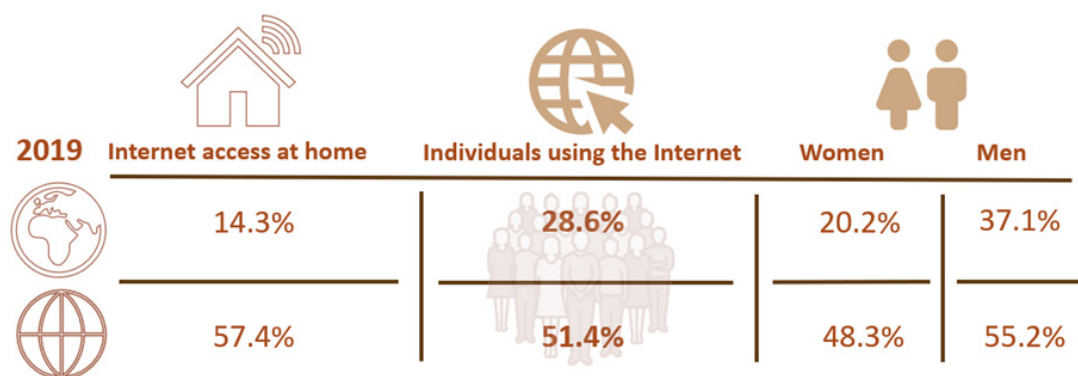 2019 Internet access at home Individuals using the Internet Women Men
14.3% 28.6% 20.2% 37.1%
57.4% 51.4% 48.3% 55.2%